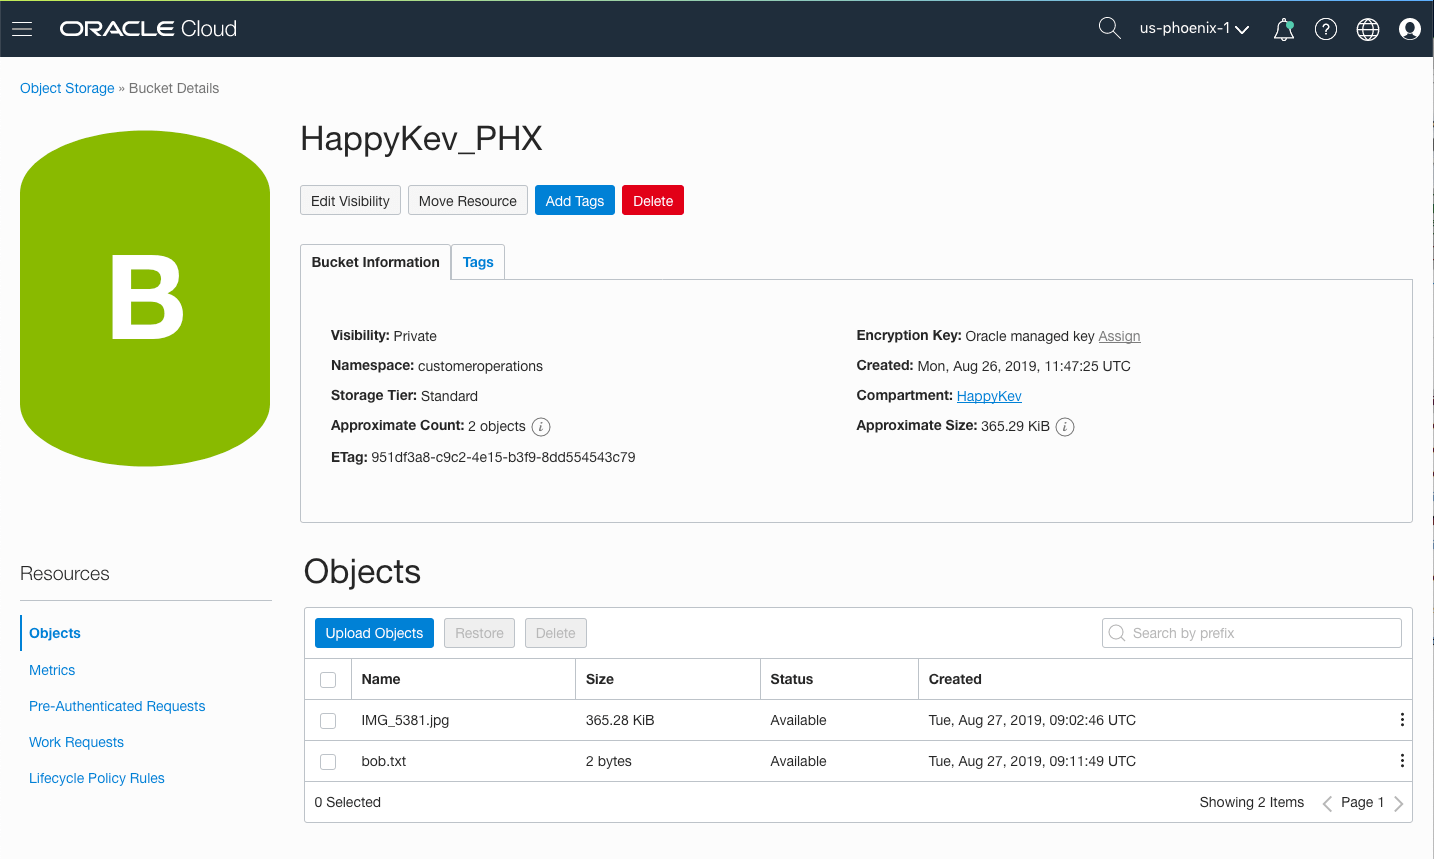 ORACLE Cloud
us-phoenix-1
Object Storage » Bucket Details
B
HappyKev_PHX
Edit Visibility
Move Resource
Add Tags
Delete
Bucket Information
Tags
Visibility: Private
Namespace: customeroperations
Storage Tier: Standard
Approximate Count: 2 objects
ETag: 951df3a8-c9c2-4e15-b3f9-8dd554543c79
Encryption Key: Oracle managed key Assign
Created: Mon, Aug 26, 2019, 11:47:25 UTC
Compartment: HappyKev
Approximate Size: 365.29 KiB
Resources
Objects
Metrics
Pre-Authenticated Requests
Work Requests
Lifecycle Policy Rules
Objects
Upload Objects
Restore
Delete
Search by prefix
Name Size Status Created
IMG_5381.jpg 365.28 KiB Available Tue, Aug 27, 2019, 09:02:46 UTC
bob.txt 2 bytes Available Tue, Aug 27, 2019, 09:11:49 UTC
0 Selected
Showing 2 Items
Page 1